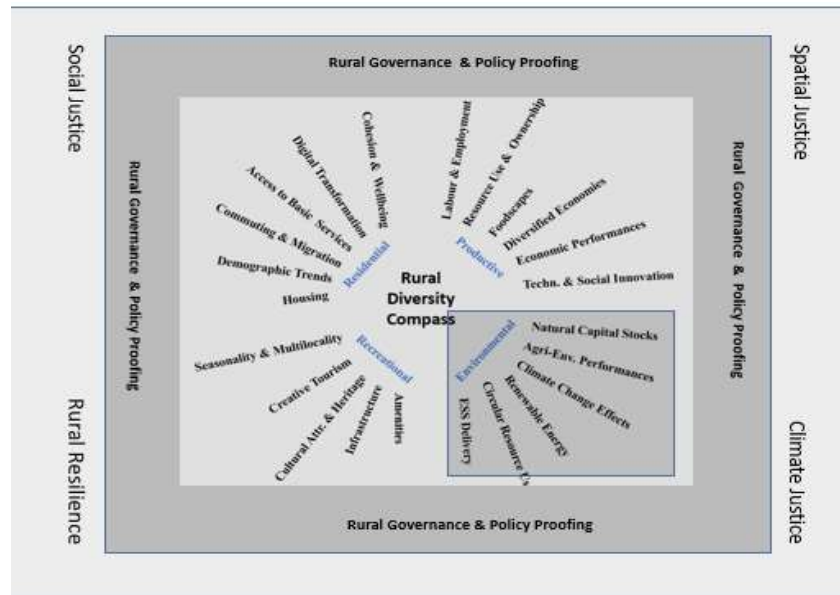 Social Justice
Spatial Justice
Rural Governance & Policy Proofing
Rural Governance & Policy Proofing
Rural Governance & Policy Proofing
Cohesion & Wellbeing
Digital Transformation
Access to Basic Services
Commuting & Migration
Demographic Trends
Housing
Residential
Labour & Employment
Resource Use & Ownership
Foodscapes
Diversified Economies
Economic Performances
Techn. & Social Innovation
Productive
Rural
Diversity
Compass
Seasonality & Multilocality
Creative Tourism
Cultural Attr. & Heritage
Infrastructure
Amenities
Recreational
Environmental
Natural Capital Stocks
Agri-Env. Performances
Climate Change Effects
Renewable Energy
Circular Resource Us
ESS Delivery
Rural Governance & Policy Proofing
Rural Resilience
Climate Justice